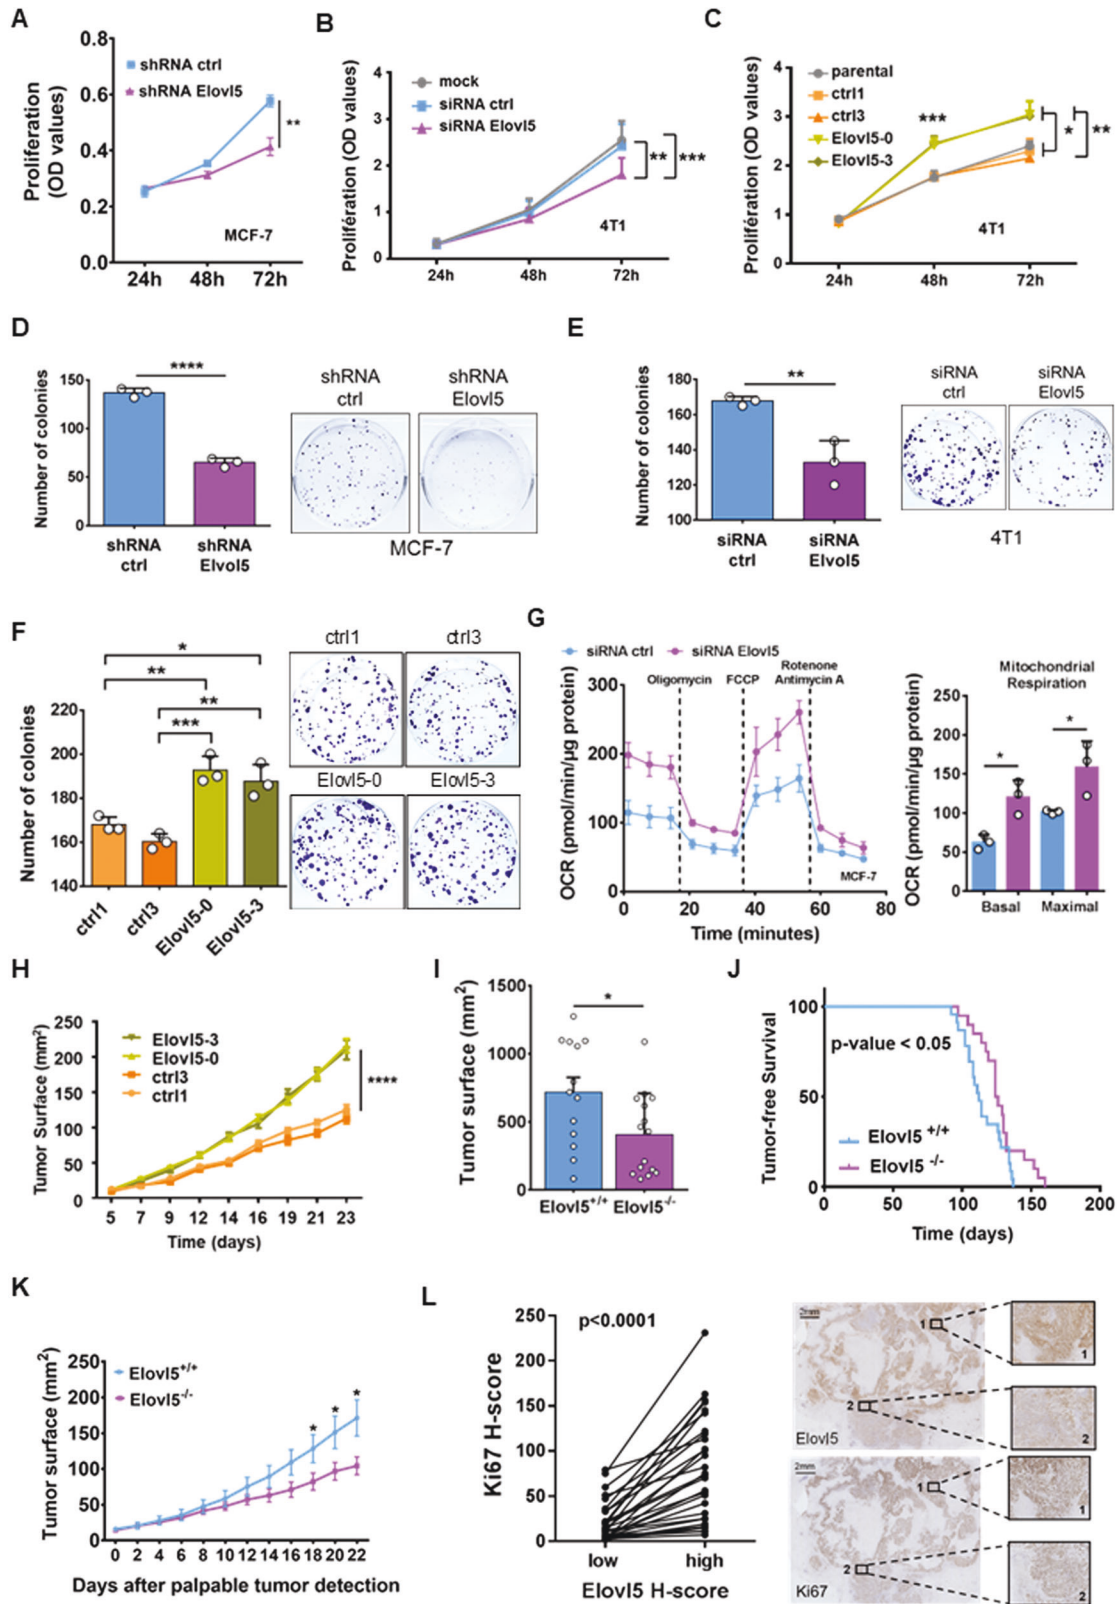 A
0.8
0.6
0.4
0.2
0.0
Proliferation
(OD values)
shRNA ctrl
shRNA Elovl5
**
MCF-7
24h 48h 72h
B
4
3
2
1
0
Prolifération (OD values)
mock
siRNA ctrl
siRNA Elovl5
** ***
4T1
24h 48h 72h
C
4
3
2
1
0
Prolifération (OD values)
parental
ctrl1
ctrl3
Elovl5-0
Elovl5-3
***
* **
4T1
24h 48h 72h
D
150
100
50
0
Number of colonies
****
shRNA
ctrl
shRNA
Elvol5
shRNA
ctrl
shRNA
Elovl5
MCF-7
E
180
160
140
120
100
Number of colonies
**
siRNA
ctrl
siRNA
Elvol5
siRNA
ctrl
siRNA
Elovl5
4T1
F
*
**
**
***
220
200
180
160
140
Number of colonies
ctrl1
ctrl3
Elovl5-0
Elovl5-3
ctrl1
ctrl3
Elovl5-0
Elovl5-3
G
siRNA ctrl
siRNA Elovl5
Oligomycin
FCCP
Rotenone
Antimycin A
300
200
100
0
OCR (pmol/min/µg protein)
MCF-7
0 20 40 60 80
Time (minutes)
Mitochondrial
Respiration
250
200
150
100
50
0
OCR (pmol/min/µg protein)
*
*
Basal Maximal
H
250
200
150
100
50
0
Tumor Surface (mm²)
Elovl5-3
Elovl5-0
ctrl3
ctrl1
****
5 7 9 12 14 16 19 21 23
Time (days)
I
1500
1000
500
0
Tumor surface (mm²)
*
Elovl5+/+ Elovl5-/-
J
100
50
0
Tumor-free Survival
p-value < 0.05
Elovl5 +/+
Elovl5 -/-
0 50 100 150 200
Time (days)
K
250
200
150
100
50
0
Tumor surface (mm²)
Elovl5+/+
Elovl5-/-
* * *
0 2 4 6 8 10 12 14 16 18 20 22
Days after palpable tumor detection
L
250
200
150
100
50
0
Ki67 H-score
p<0.0001
low high
Elovl5 H-score
2mm
1
2
Elovl5
1
2
2mm
1
2
Ki67
1
2